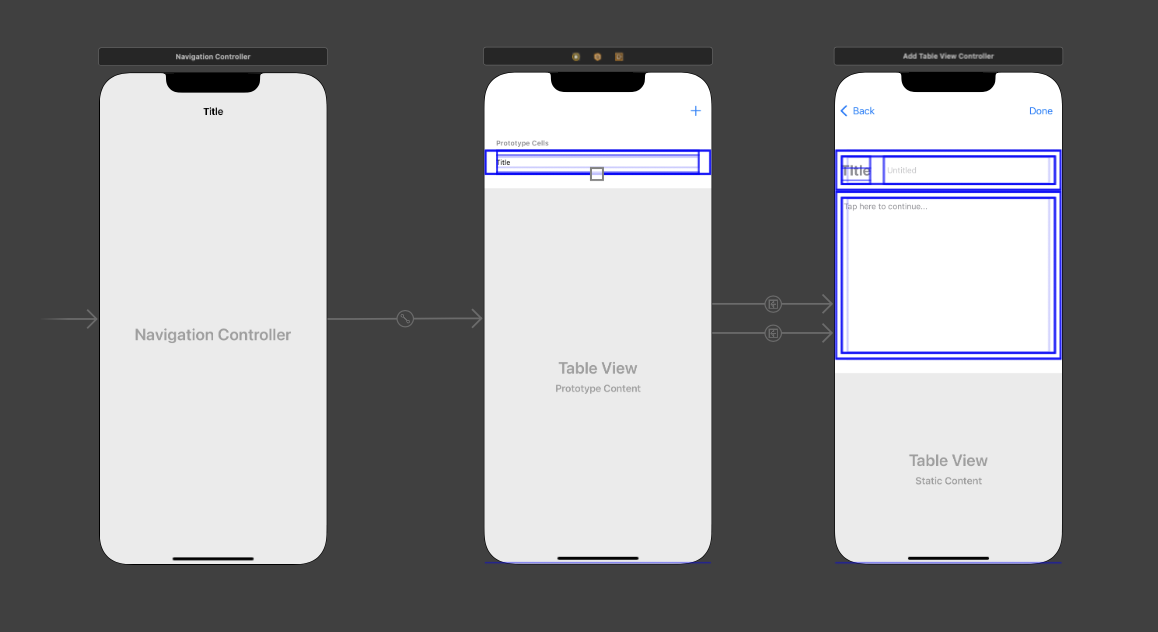 Navigation Controller
Title
Navigation Controller
+
Prototype Cells
Title
Table View
Prototype Content
Add Table View Controller
Back
Done
Title
Untitled
Tap here to continue...
Table View
Static Content